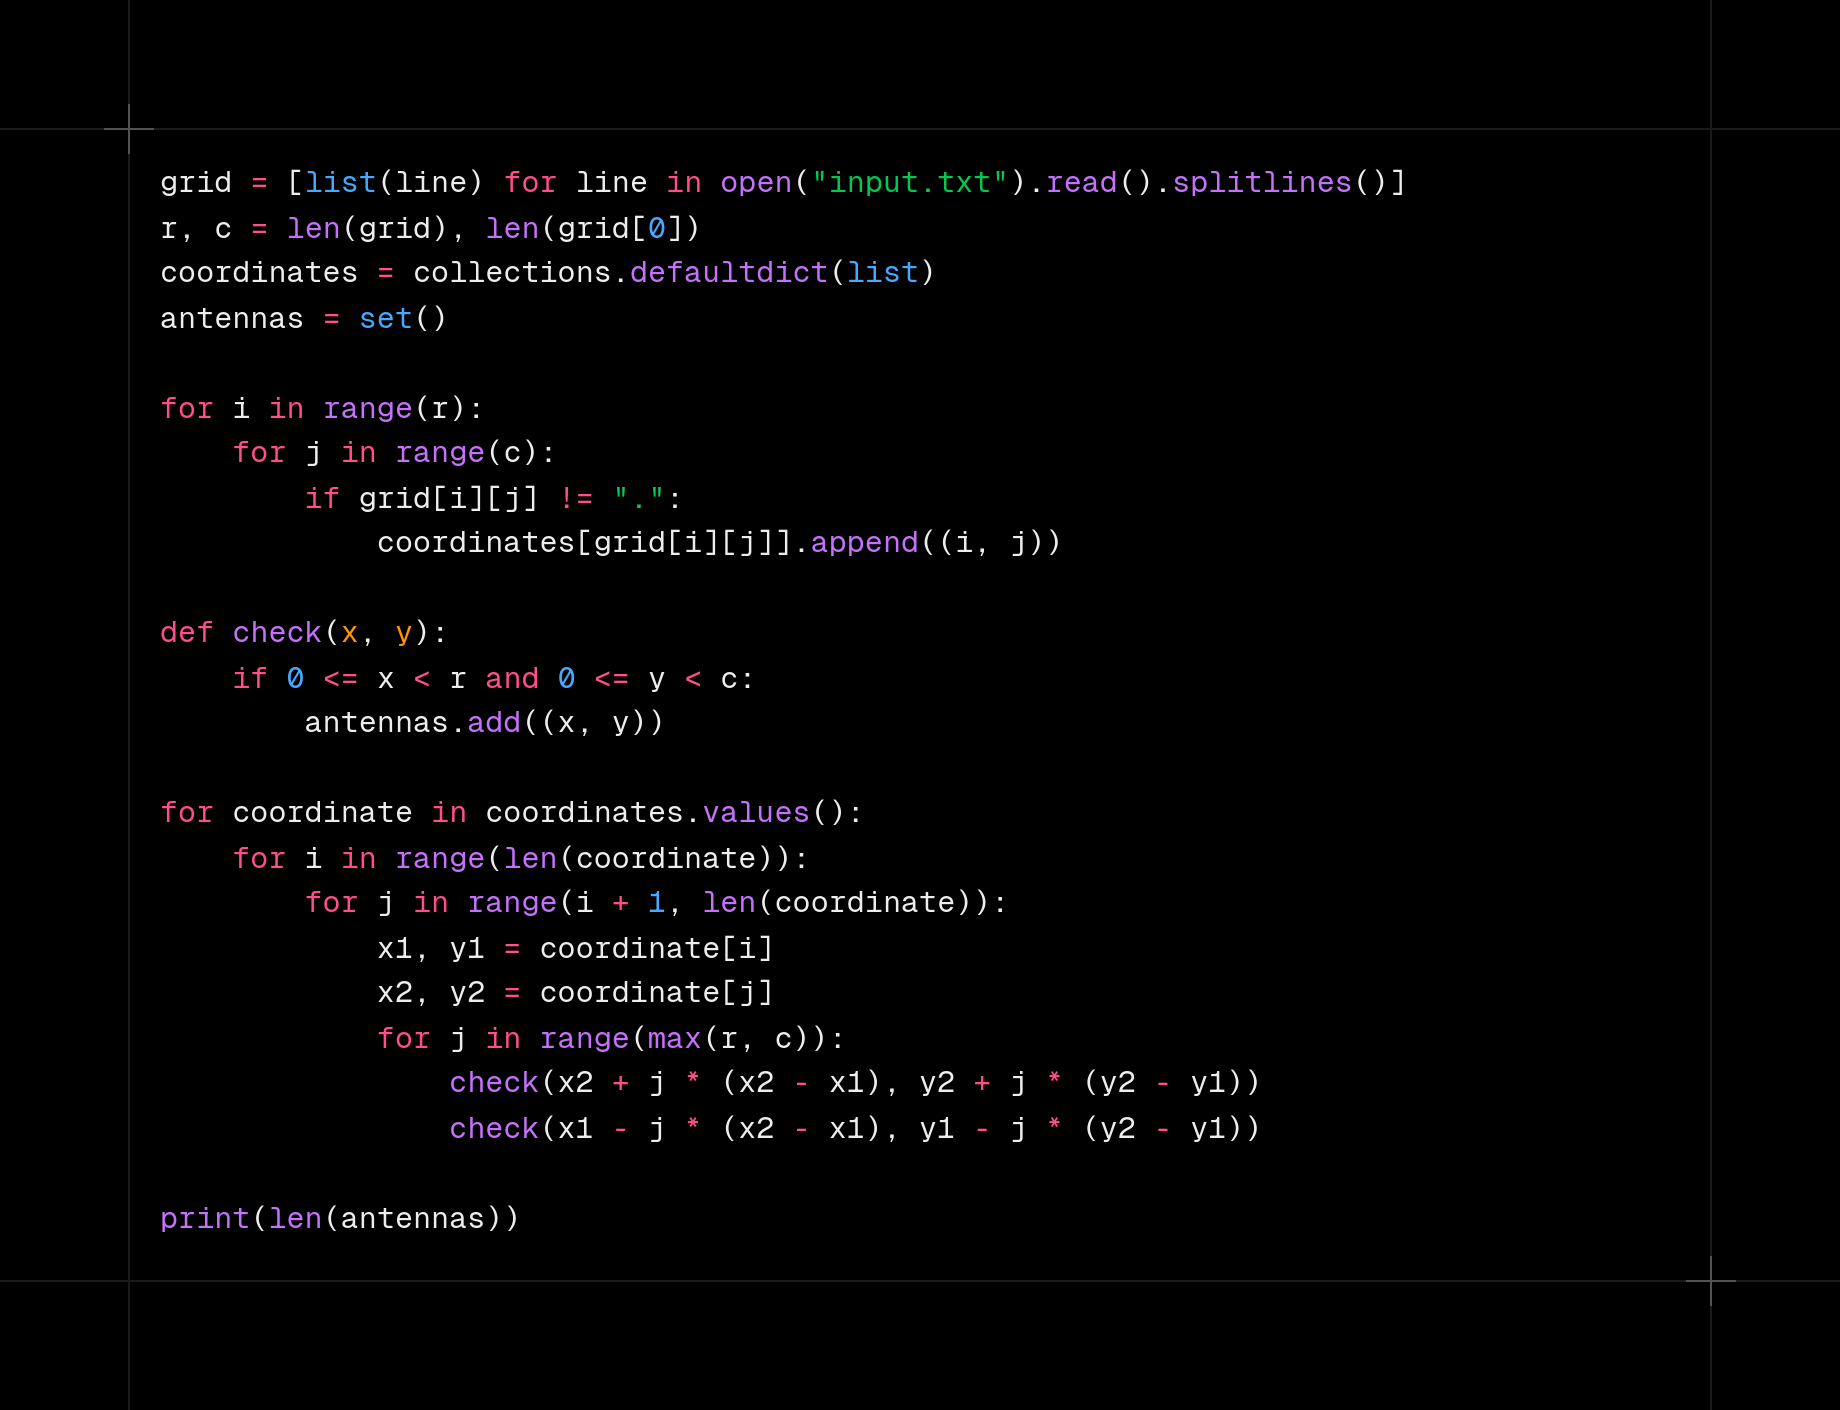 grid = [list(line) for line in open("input.txt").read().splitlines()]
r, c = len(grid), len(grid[0])
coordinates = collections.defaultdict(list)
antennas = set()

for i in range(r):
    for j in range(c):
        if grid[i][j] != ".":
            coordinates[grid[i][j]].append((i, j))

def check(x, y):
    if 0 <= x < r and 0 <= y < c:
        antennas.add((x, y))

for coordinate in coordinates.values():
    for i in range(len(coordinate)):
        for j in range(i + 1, len(coordinate)):
            x1, y1 = coordinate[i]
            x2, y2 = coordinate[j]
            for j in range(max(r, c)):
                check(x2 + j * (x2 - x1), y2 + j * (y2 - y1))
                check(x1 - j * (x2 - x1), y1 - j * (y2 - y1))

print(len(antennas))